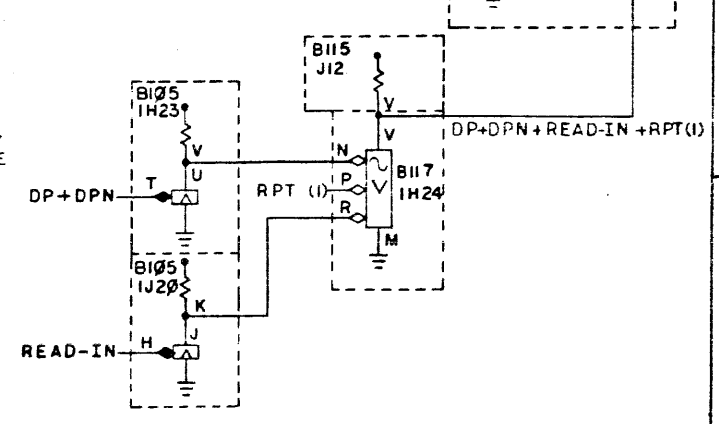 B115
J12
V
V
DP+DPN+READ-IN+RPT(1)
B1Ø5
1H23
V
U
T
DP+DPN
N
P
R
RPT (1)
B117
1H24
M
B1Ø5
1J2Ø
K
J
H
READ-IN
E